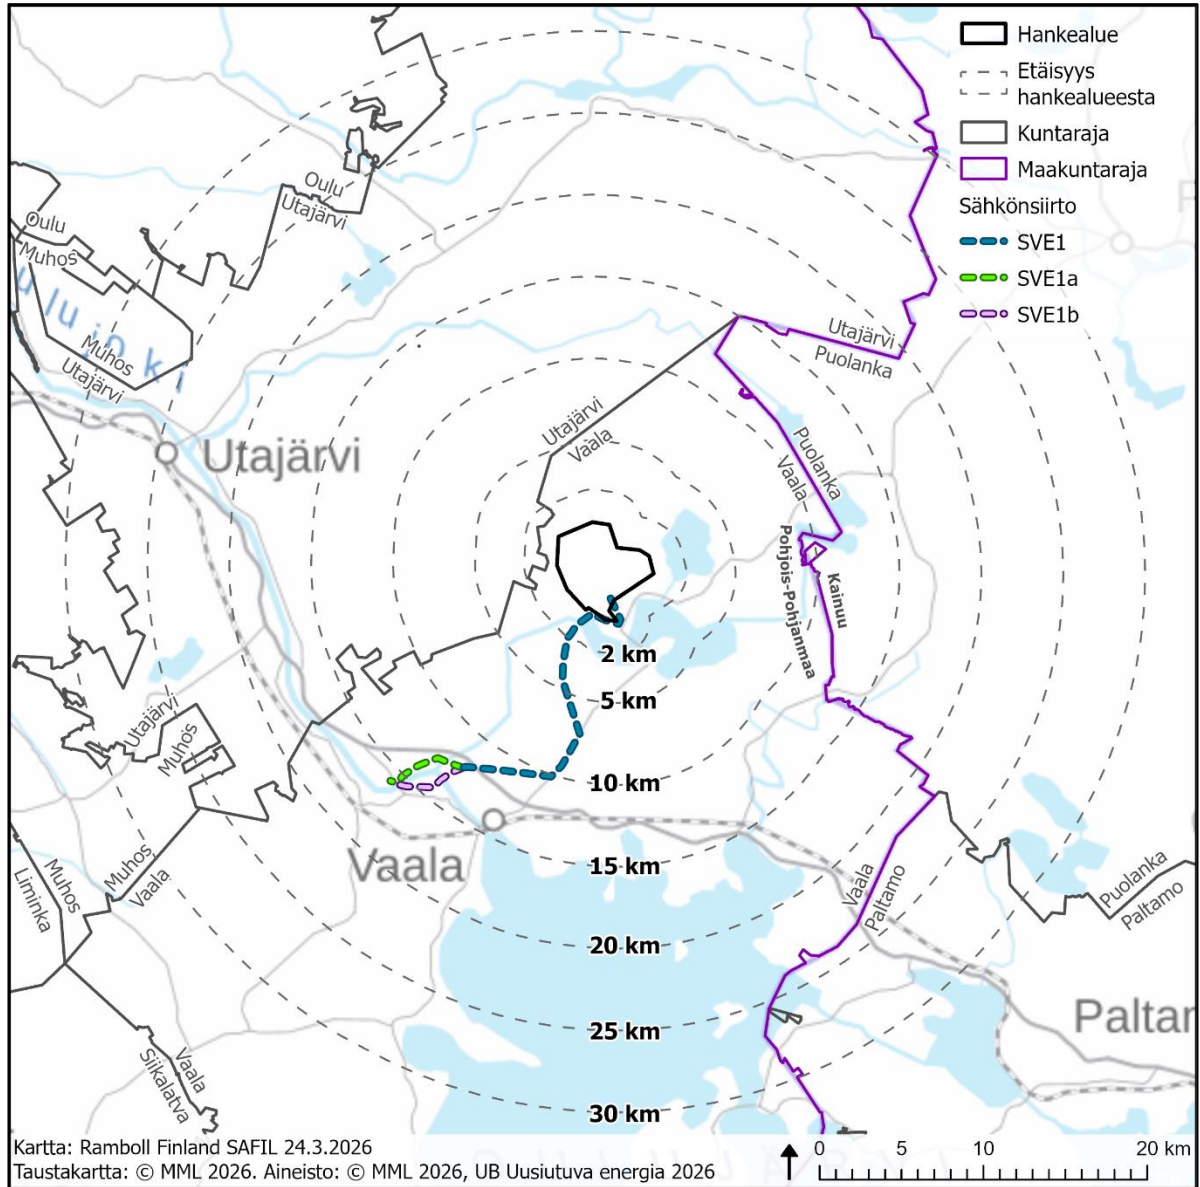 Hankealue
Etäisyys
hankealueesta
Kuntaraja
Maakuntaraja
Sähkönsiirto
SVE1
SVE1a
SVE1b
Oulu
Utajärvi
Oulu
Muhos
ulujoki
Muhos
Utajärvi
Utajärvi
Puolanka
Utajärvi
Vaala
Utajärvi
Puolanka
Vaala
Pohjois-Pohjanmaa
Kainuu
2 km
5 km
10 km
15 km
20 km
25 km
30 km
Utajärvi
Muhos
Vaala
Muhos
Vaala
Muhos
Liminka
Vaala
Paltamo
Puolanka
Paltamo
Paltar
Vaala
Siikalatva
Kartta: Ramboll Finland SAFIL 24.3.2026
Taustakartta: © MML 2026. Aineisto: © MML 2026, UB Uusiutuva energia 2026
0 5 10 20 km